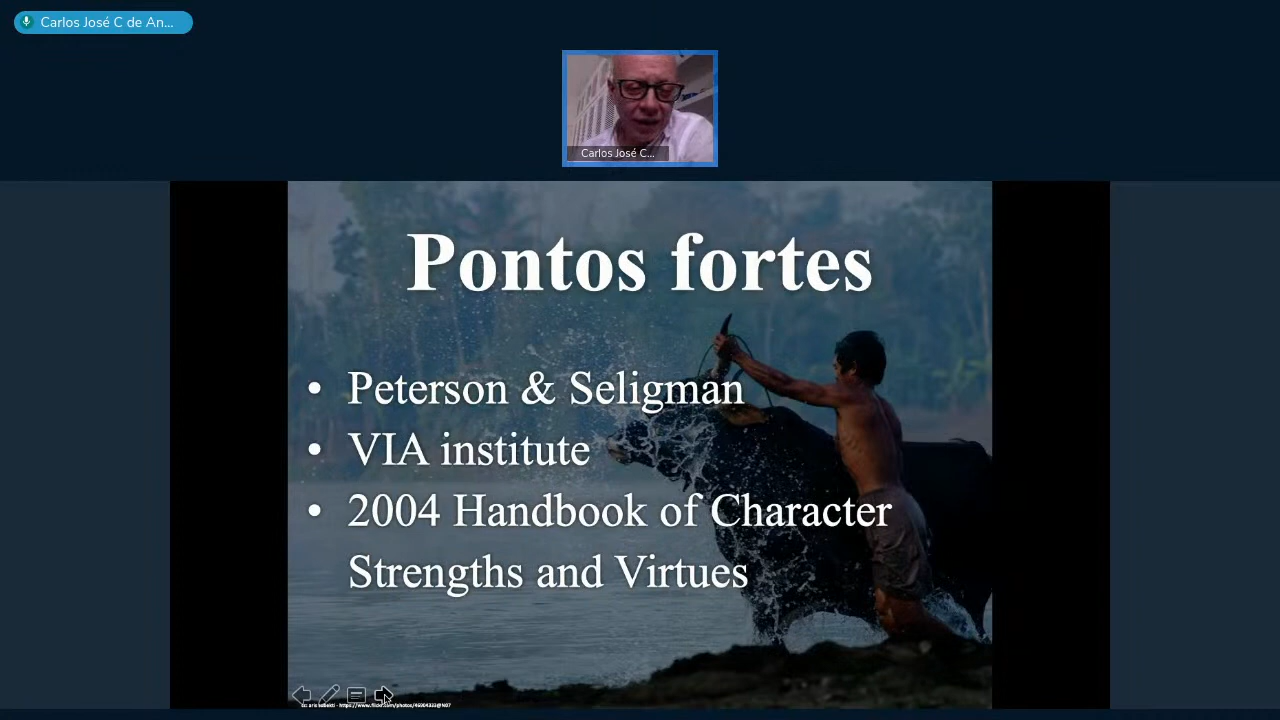 Carlos José C de An...
Carlos José C...
Pontos fortes
• Peterson & Seligman
• VIA institute
• 2004 Handbook of Character
Strengths and Virtues